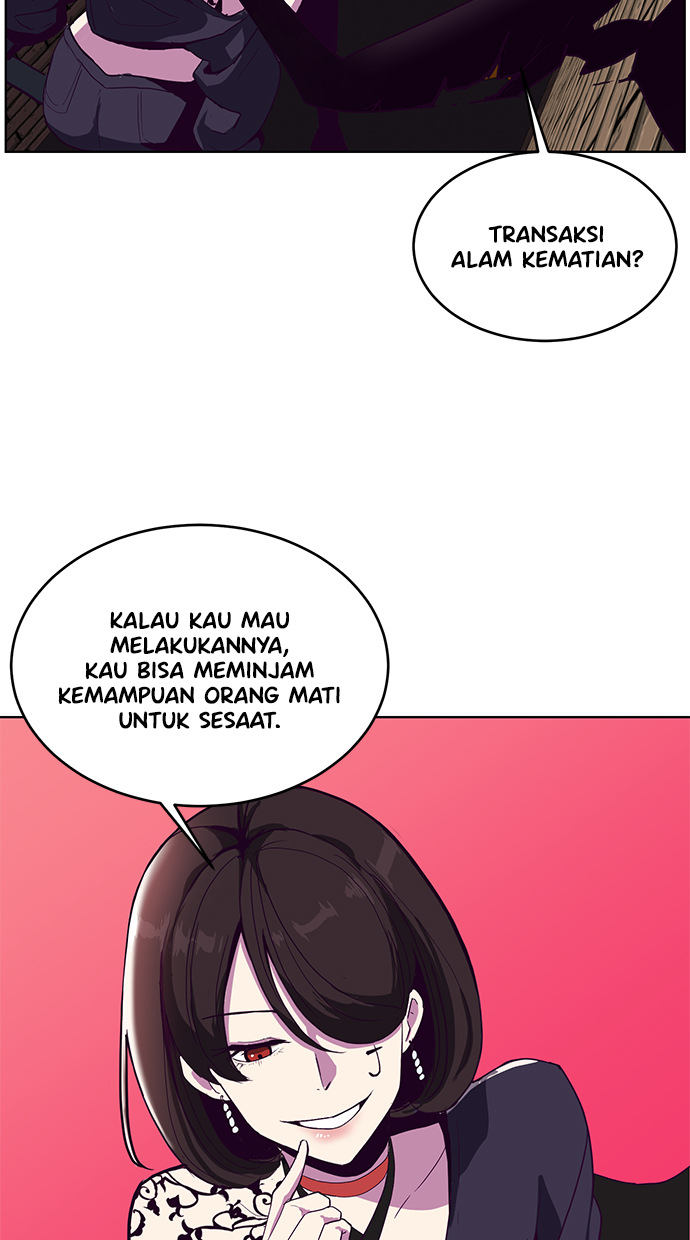 TRANSAKSI
ALAM KEMATIAN?
KALAU KAU MAU
MELAKUKANNYA,
KAU BISA MEMINJAM
KEMAMPUAN ORANG MATI
UNTUK SESAAT.